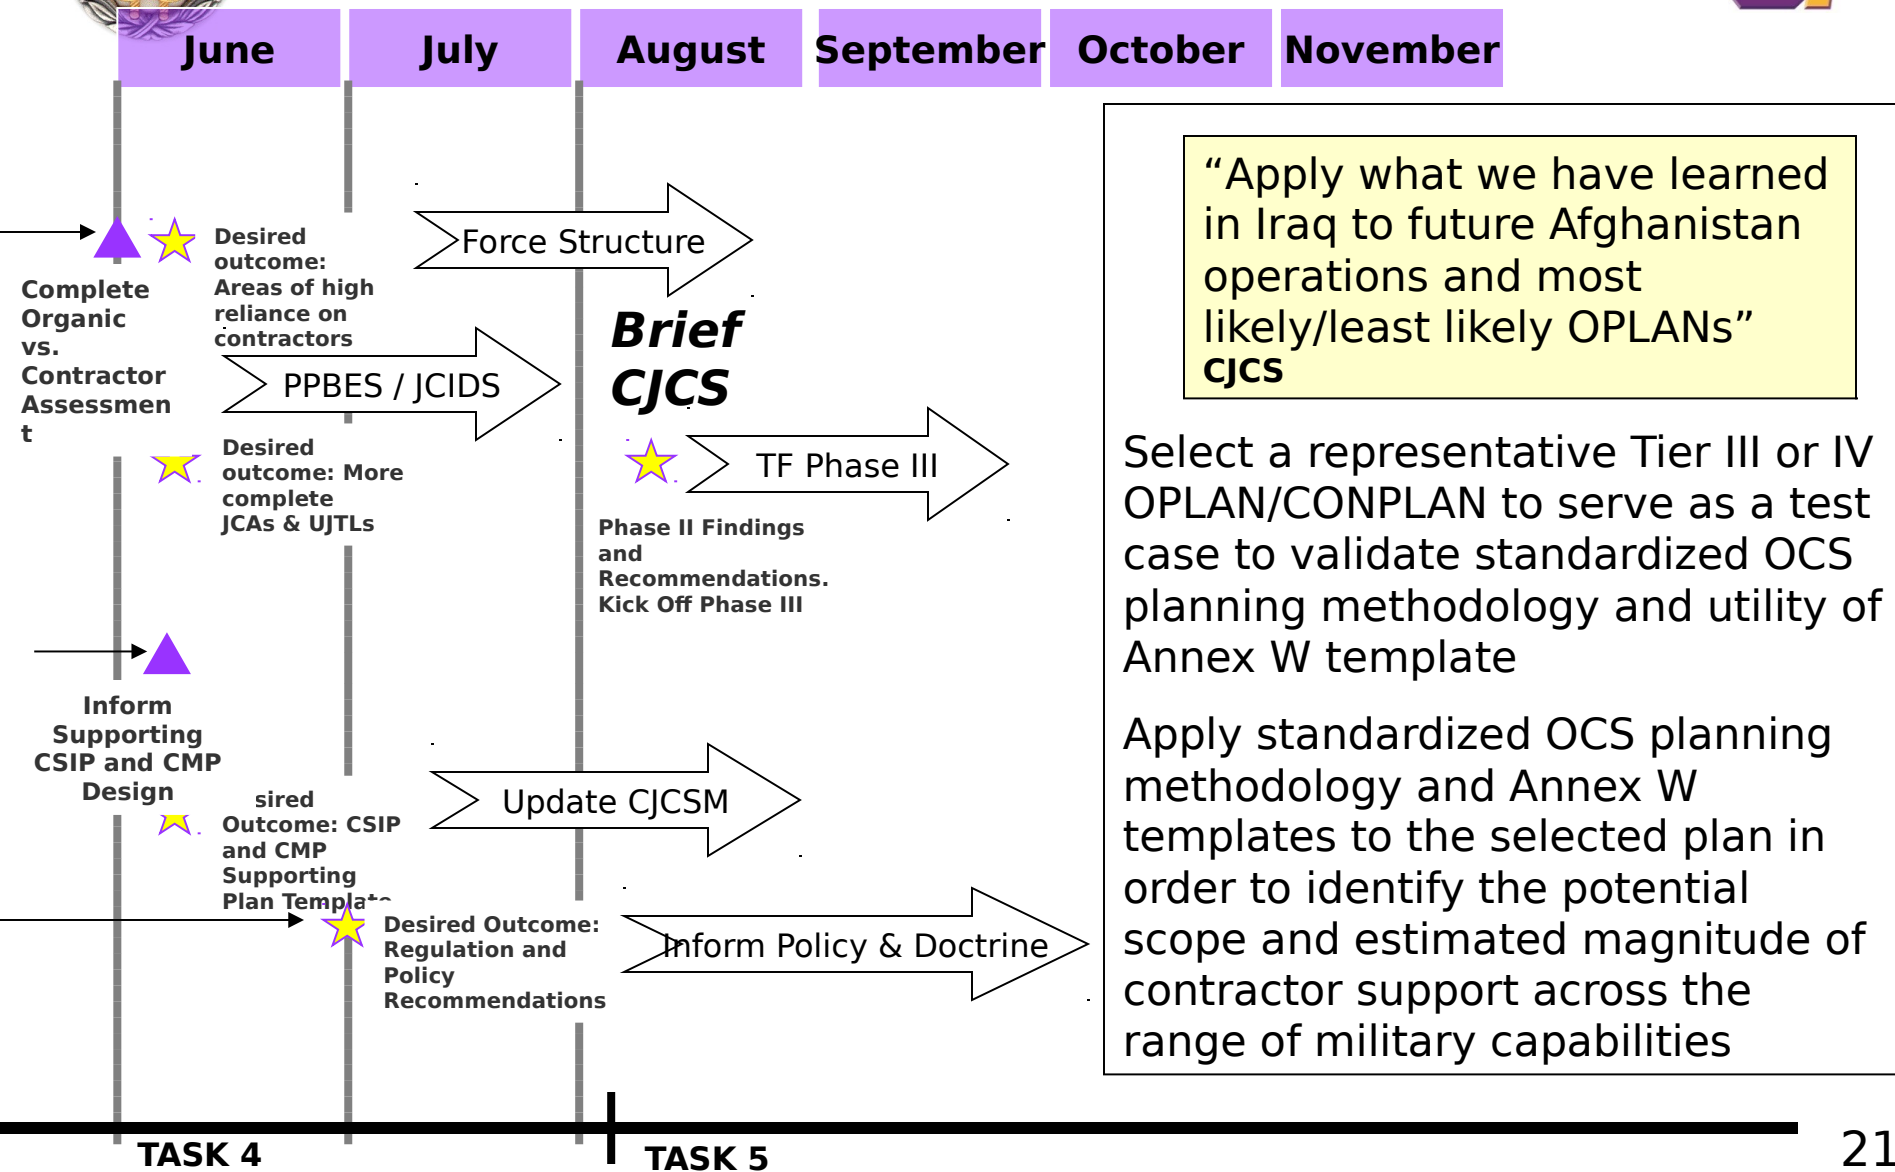 June
July
August
September
October
November
Desired
outcome:
Areas of high
reliance on
contractors
Force Structure
Complete
Organic
vs.
Contractor
Assessmen
t
PPBES / JCIDS
Brief
CJCS
Desired
outcome: More
complete
JCAs & UJTLs
TF Phase III
Phase II Findings
and
Recommendations.
Kick Off Phase III
Inform
Supporting
CSIP and CMP
Design
sired
Outcome: CSIP
and CMP
Supporting
Plan Template
Update CJCSM
Desired Outcome:
Regulation and
Policy
Recommendations
Inform Policy & Doctrine
“Apply what we have learned
in Iraq to future Afghanistan
operations and most
likely/least likely OPLANs”
CJCS
Select a representative Tier III or IV
OPLAN/CONPLAN to serve as a test
case to validate standardized OCS
planning methodology and utility of
Annex W template
Apply standardized OCS planning
methodology and Annex W
templates to the selected plan in
order to identify the potential
scope and estimated magnitude of
contractor support across the
range of military capabilities
TASK 4
TASK 5
21